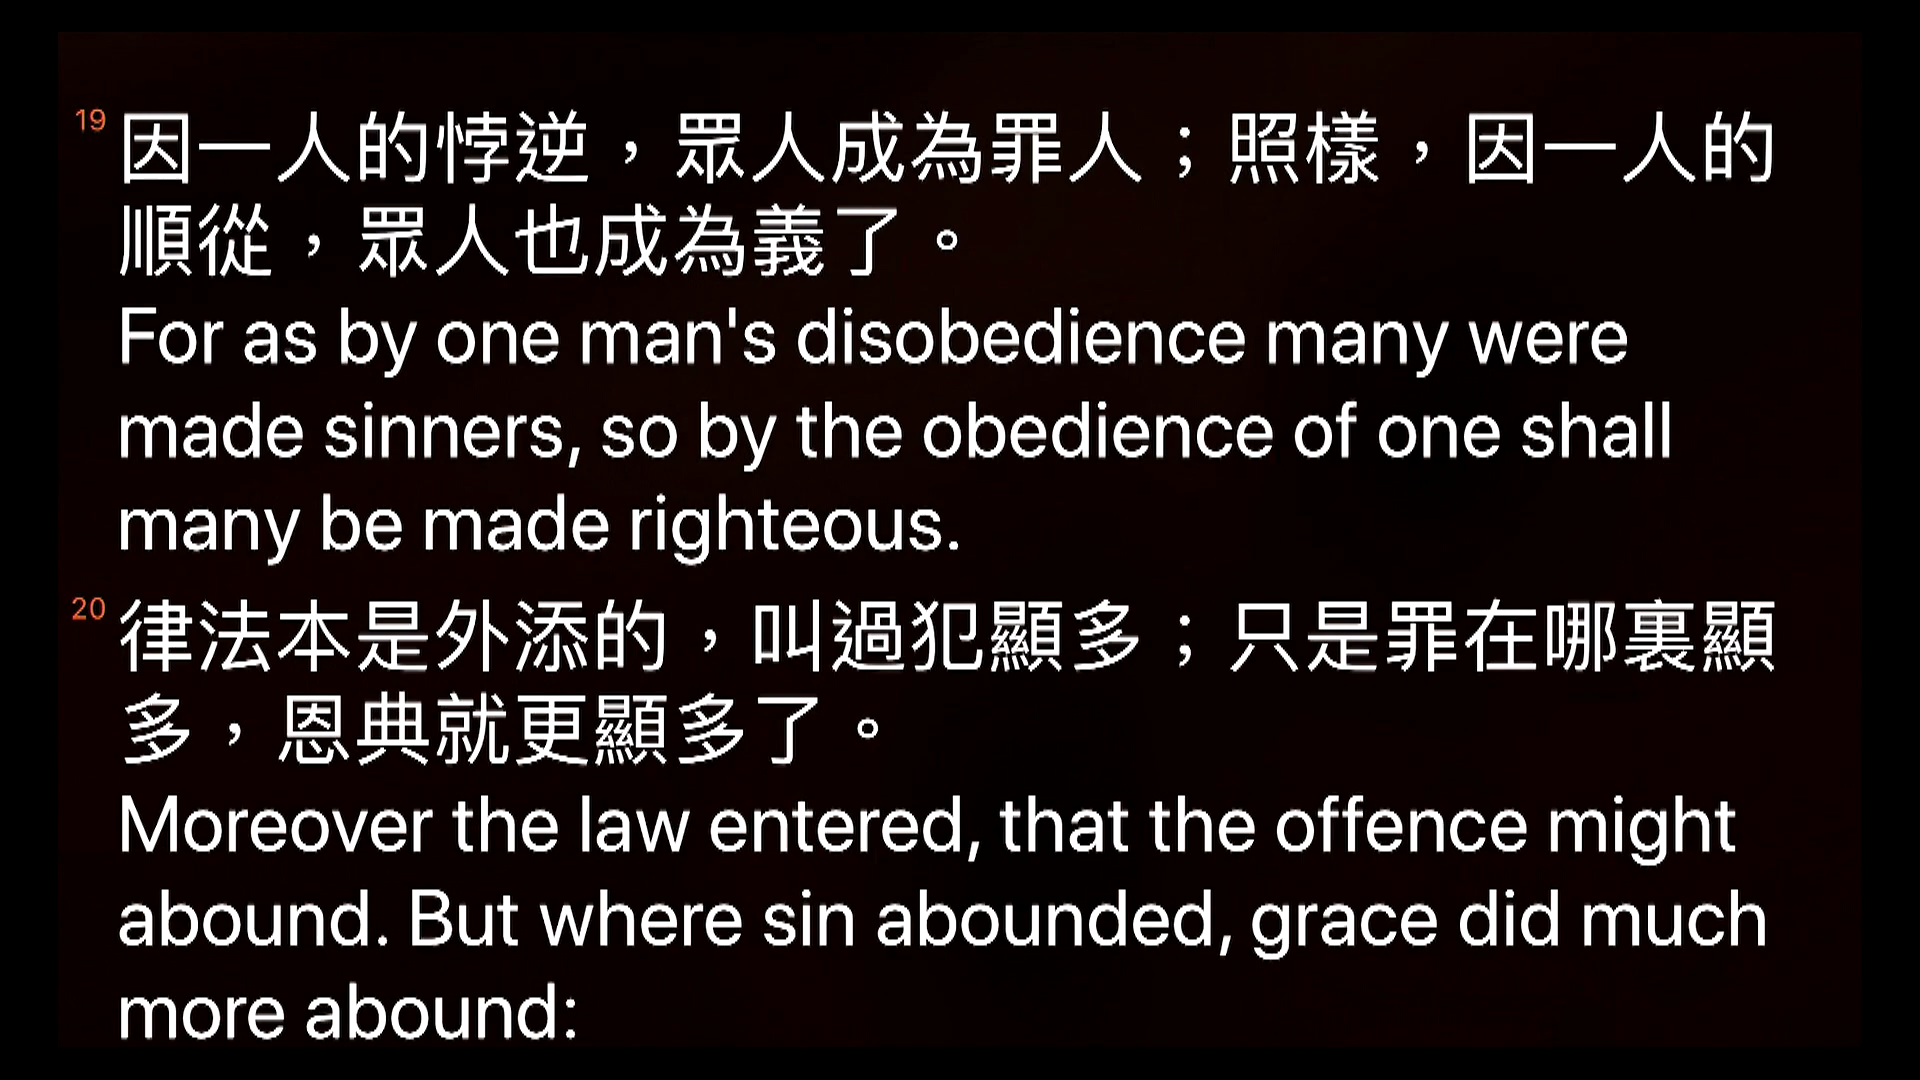 19 因一人的悖逆，眾人成為罪人；照樣，因一人的
順從，眾人也成為義了。
For as by one man's disobedience many were
made sinners, so by the obedience of one shall
many be made righteous.
20 律法本是外添的，叫過犯顯多；只是罪在哪裏顯
多，恩典就更顯多了。
Moreover the law entered, that the offence might
abound. But where sin abounded, grace did much
more abound: